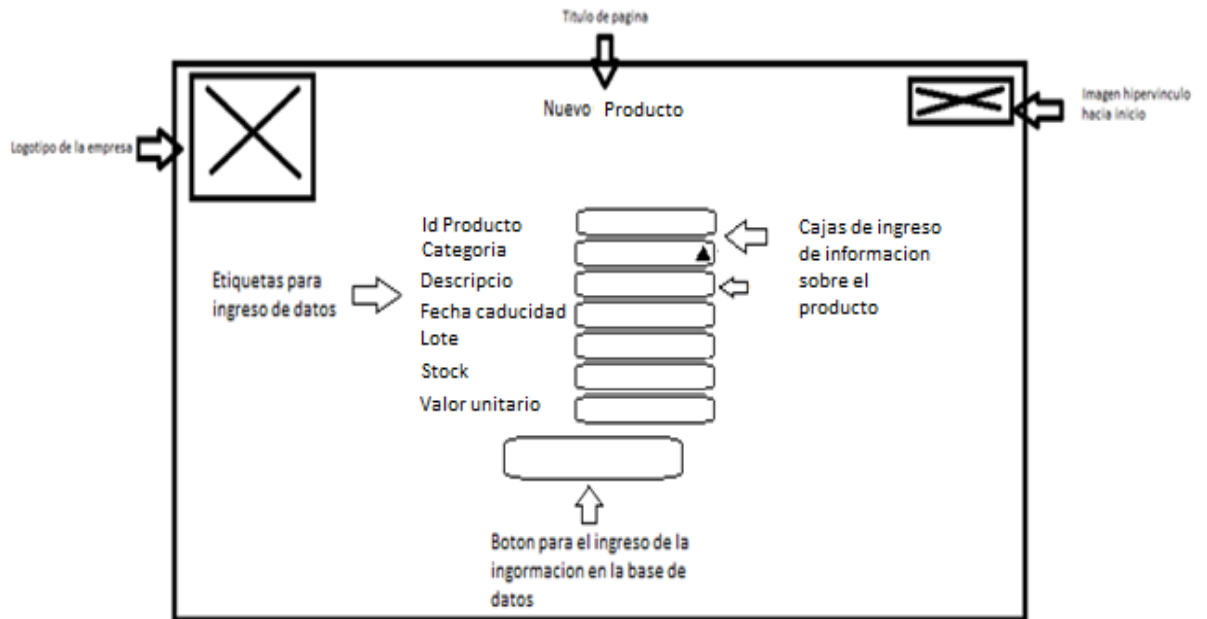 Titulo de pagina
Nuevo Producto
Imagen hipervinculo
hacia inicio
Logotipo de la empresa
Id Producto
Categoria
Descripcio
Fecha caducidad
Lote
Stock
Valor unitario
Etiquetas para
ingreso de datos
Cajas de ingreso
de informacion
sobre el
producto
Boton para el ingreso de la
ingormacion en la base de
datos